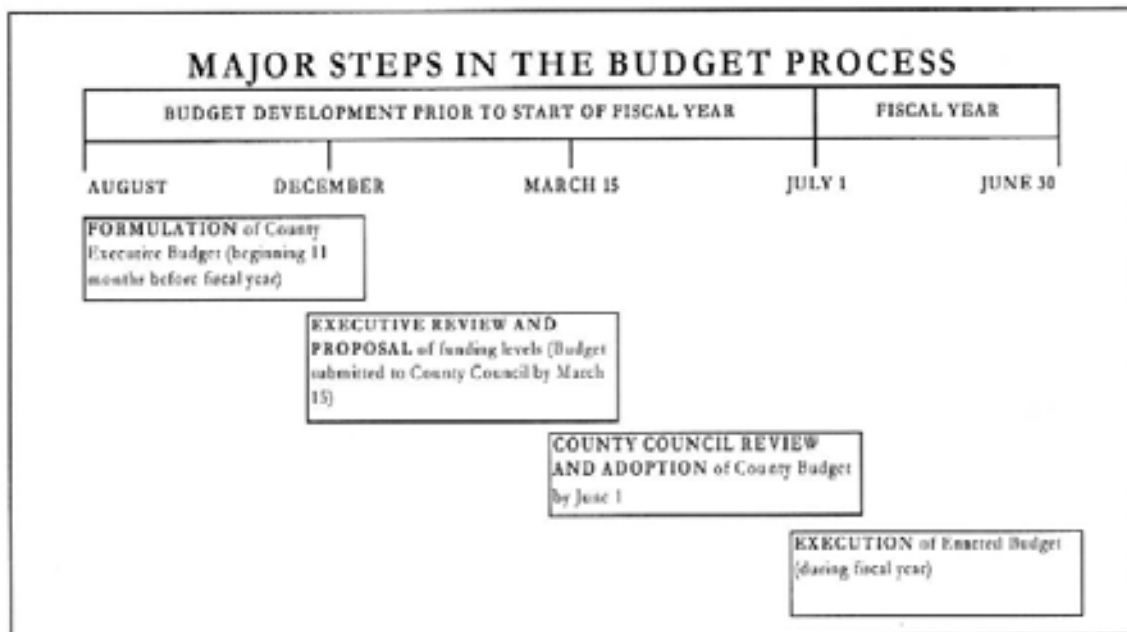 MAJOR STEPS IN THE BUDGET PROCESS
BUDGET DEVELOPMENT PRIOR TO START OF FISCAL YEAR
FISCAL YEAR
AUGUST
DECEMBER
MARCH 15
JULY 1
JUNE 30
FORMULATION of County
Executive Budget (beginning 11
months before fiscal year)
EXECUTIVE REVIEW AND
PROPOSAL of funding levels (Budget
submitted to County Council by March
15)
COUNTY COUNCIL REVIEW
AND ADOPTION of County Budget
by June 1
EXECUTION of Enacted Budget
(during fiscal year)